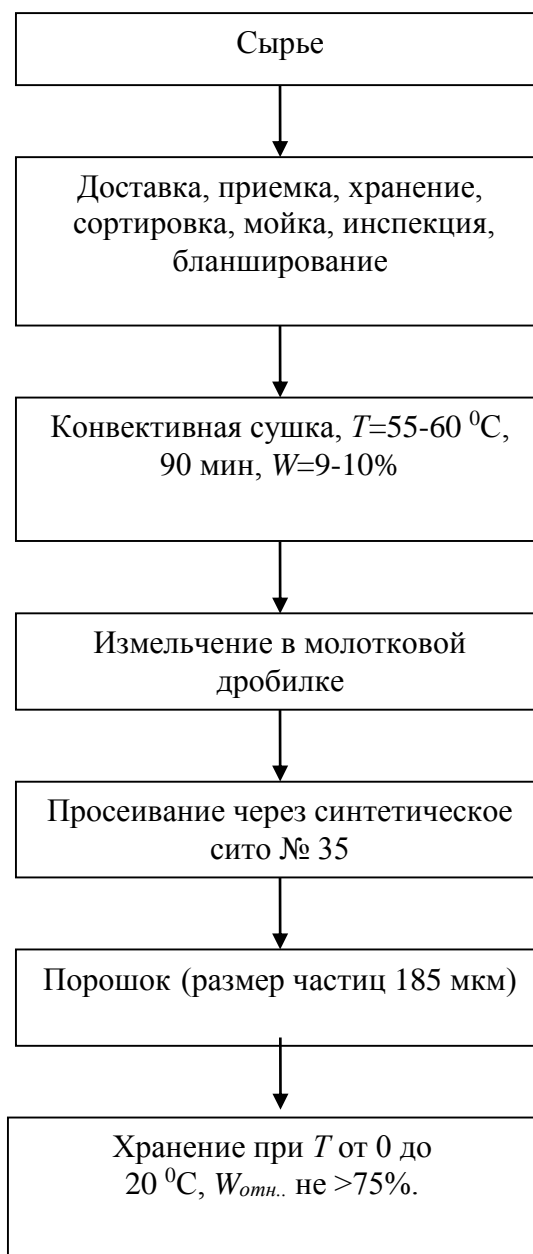 Сырье
Доставка, приемка, хранение,
сортировка, мойка, инспекция,
бланширование
Конвективная сушка, T=55-60 ⁰С,
90 мин, W=9-10%
Измельчение в молотковой
дробилке
Просеивание через синтетическое
сито № 35
Порошок (размер частиц 185 мкм)
Хранение при T от 0 до
20 ⁰С, Wотн.. не >75%.